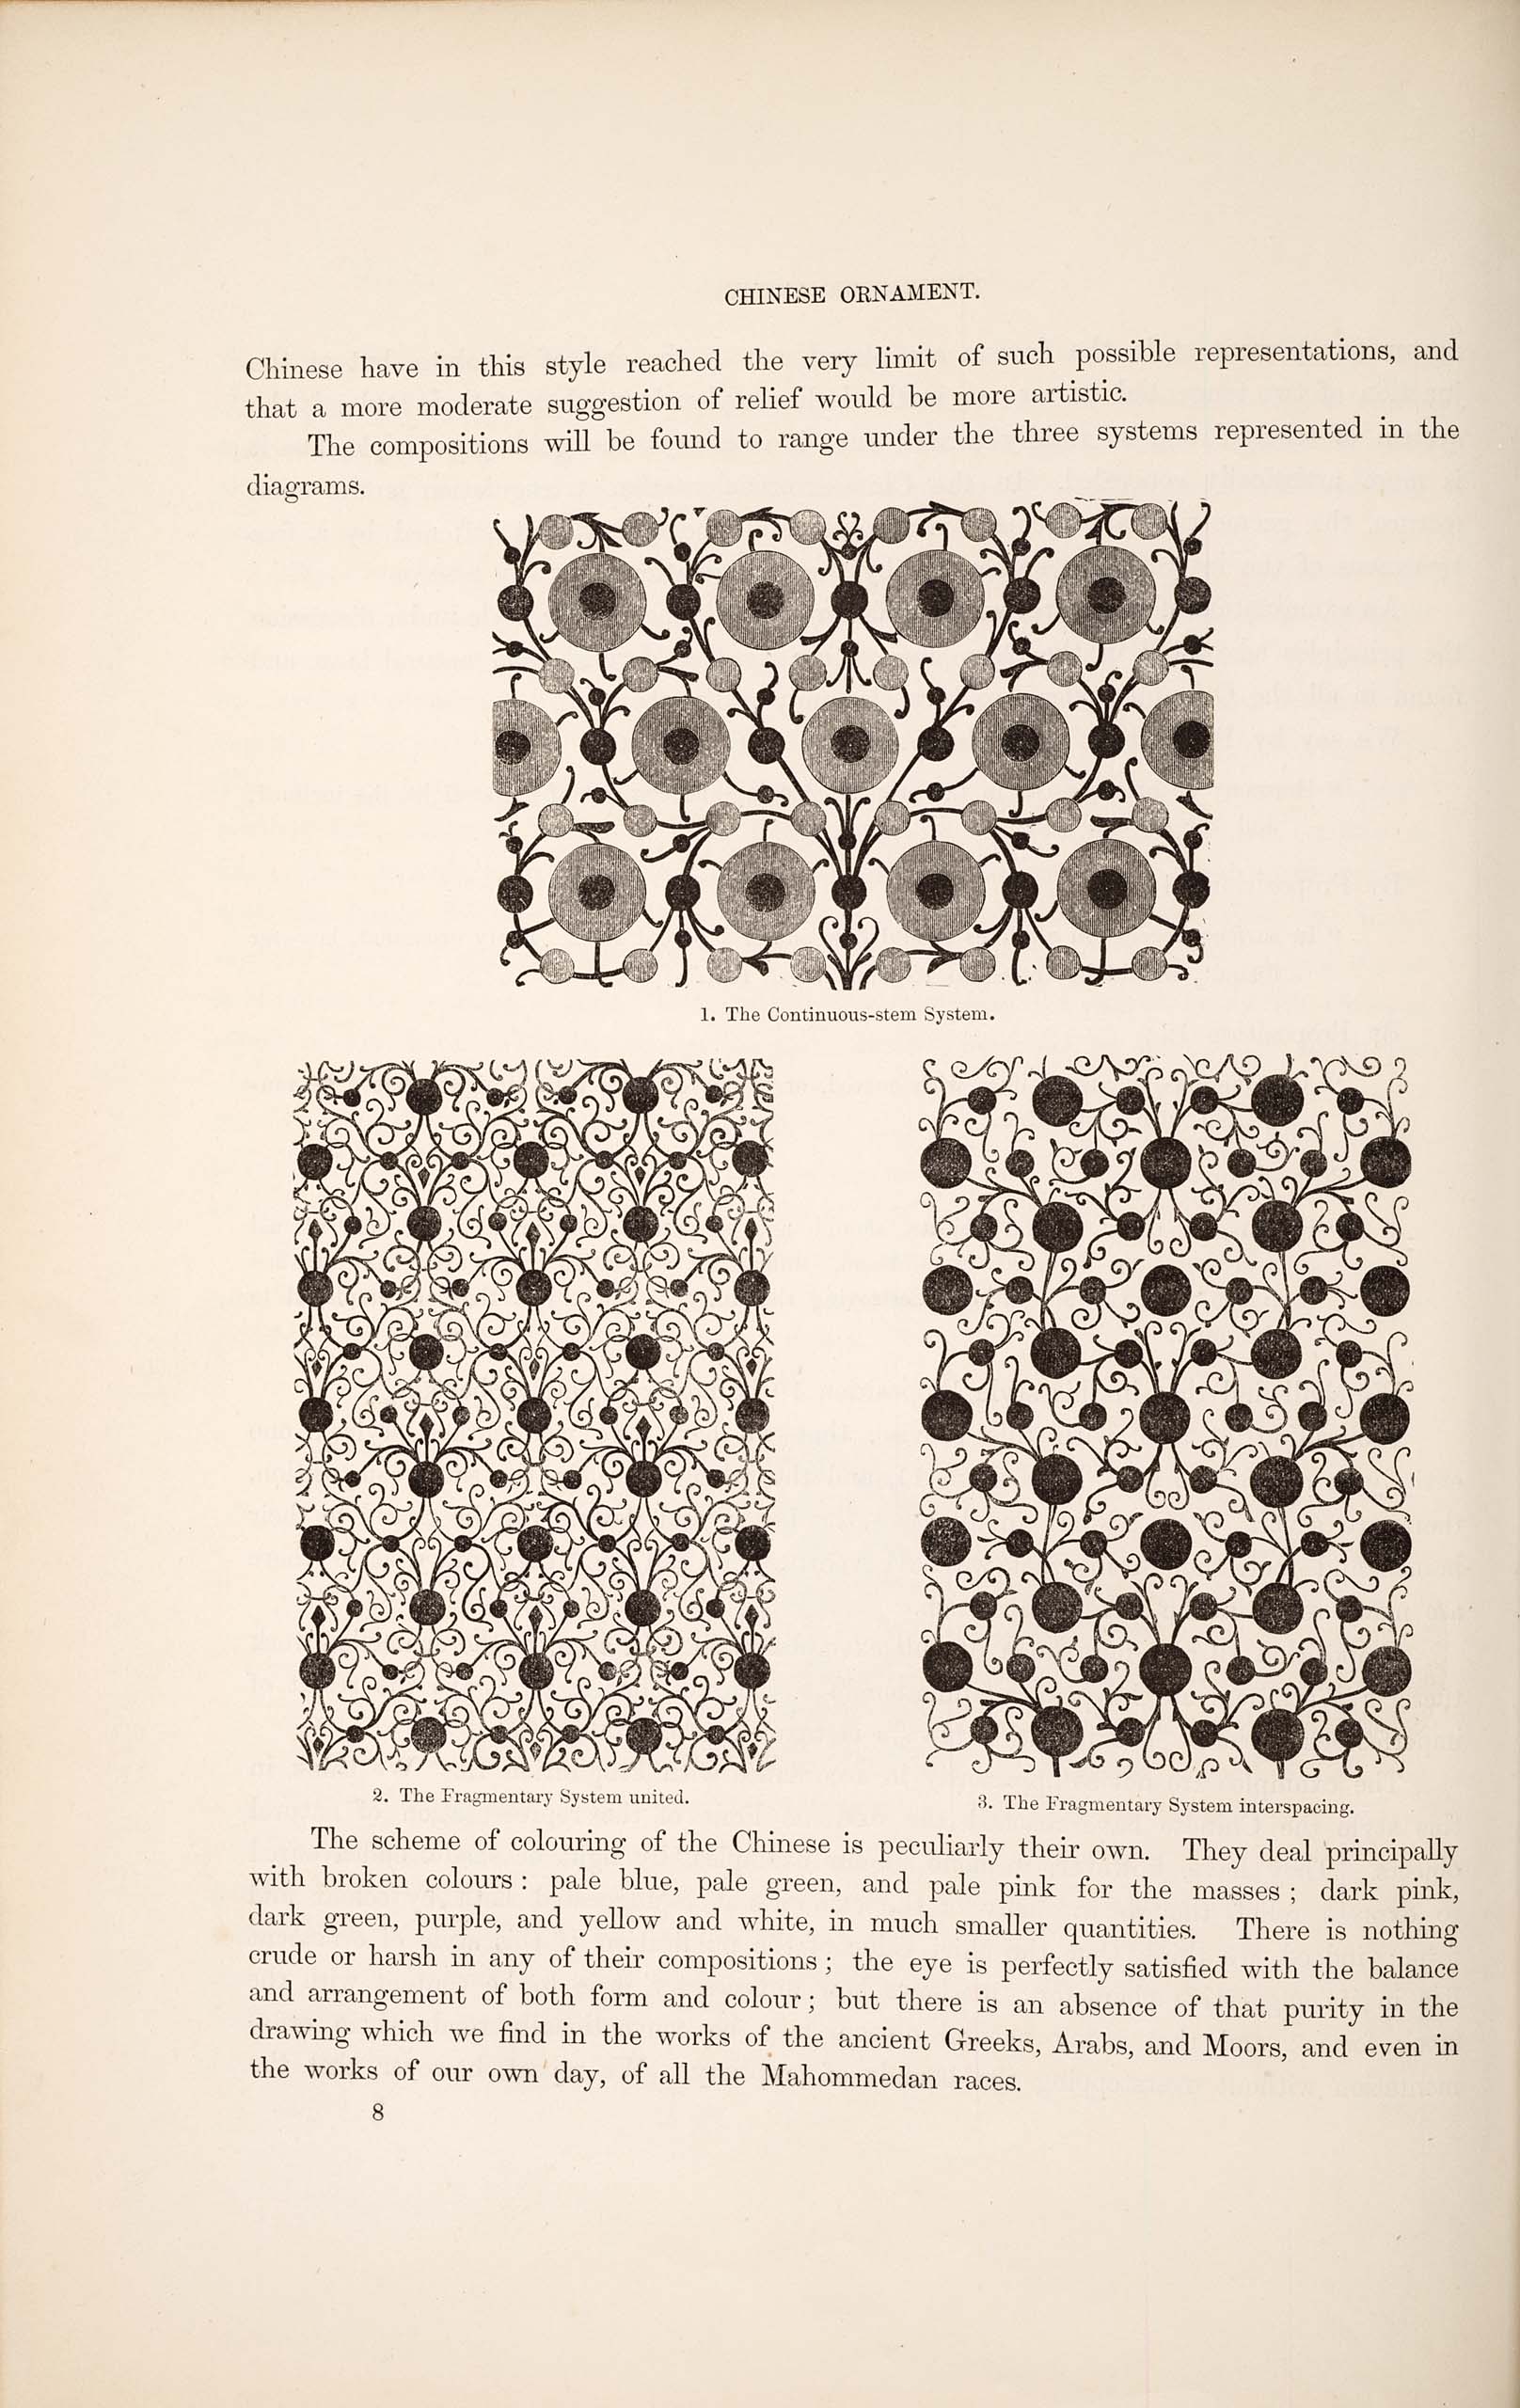 CHINESE ORNAMENT.
Chinese have in this style reached the very limit of such possible representations, and
that a more moderate suggestion of relief would be more artistic.
The compositions will be found to range under the three systems represented in the
diagrams.
1. The Continuous-stem System.
2. The Fragmentary System united.
3. The Fragmentary System interspacing.
The scheme of colouring of the Chinese is peculiarly their own. They deal principally
with broken colours : pale blue, pale green, and pale pink for the masses ; dark pink,
dark green, purple, and yellow and white, in much smaller quantities. There is nothing
crude or harsh in any of their compositions ; the eye is perfectly satisfied with the balance
and arrangement of both form and colour ; but there is an absence of that purity in the
drawing which we find in the works of the ancient Greeks, Arabs, and Moors, and even in
the works of our own day, of all the Mahommedan races.
8